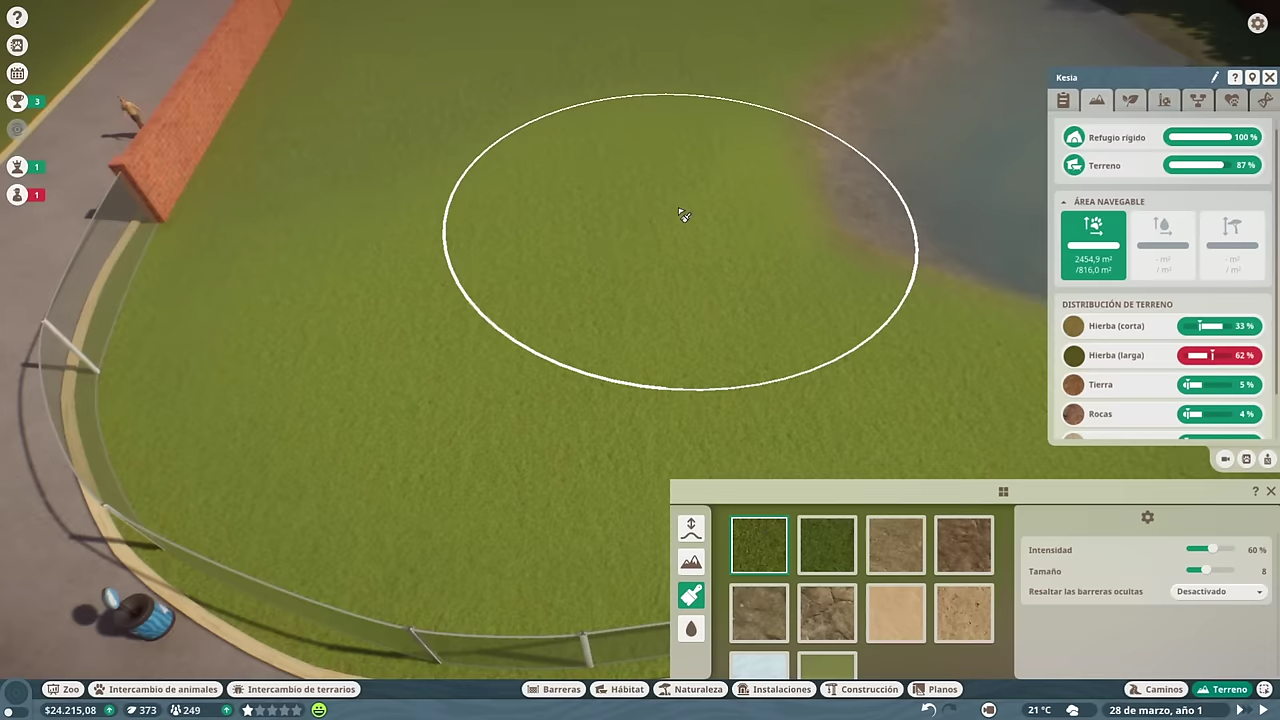 ?
3
1
1
Kesia
?
Refugio rígido 100 %
Terreno 87 %
ÁREA NAVEGABLE
2454,9 m² - m² - m²
/816,0 m² / m² / m²
DISTRIBUCIÓN DE TERRENO
Hierba (corta) 33 %
Hierba (larga) 62 %
Tierra 5 %
Rocas 4 %
?
Intensidad 60 %
Tamaño 8
Resaltar las barreras ocultas Desactivado
Zoo Intercambio de animales Intercambio de terrarios Barreras Hábitat Naturaleza Instalaciones Construcción Planos Caminos Terreno
$24.215,08 373 249 21 °C 28 de marzo, año 1